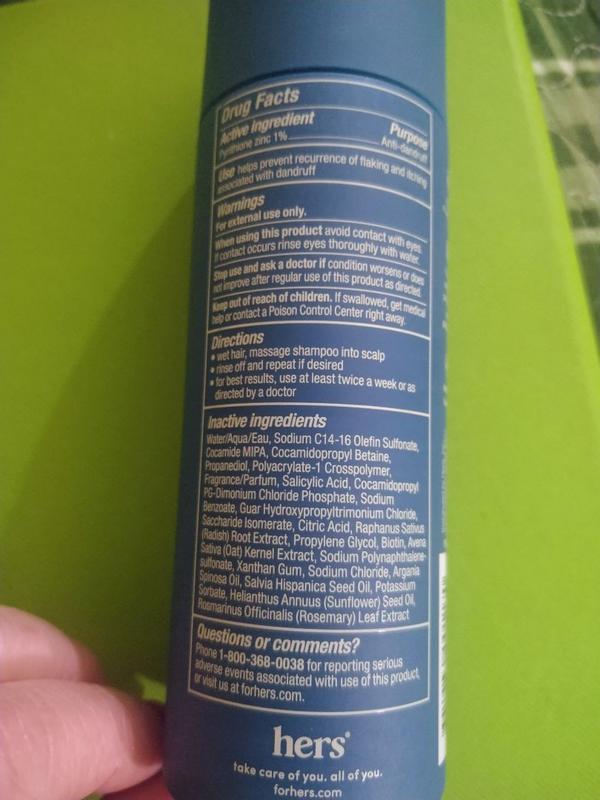 Drug Facts
Active ingredient Purpose
Pyrithione zinc 1% Anti-dandruff
Use helps prevent recurrence of flaking and itching
associated with dandruff
Warnings
For external use only.
When using this product avoid contact with eyes.
If contact occurs rinse eyes thoroughly with water.
Stop use and ask a doctor if condition worsens or does
not improve after regular use of this product as directed.
Keep out of reach of children. If swallowed, get medical
help or contact a Poison Control Center right away.
Directions
• wet hair, massage shampoo into scalp
• rinse off and repeat if desired
• for best results, use at least twice a week or as
directed by a doctor
Inactive ingredients
Water/Aqua/Eau, Sodium C14-16 Olefin Sulfonate,
Cocamide MIPA, Cocamidopropyl Betaine,
Propanediol, Polyacrylate-1 Crosspolymer,
Fragrance/Parfum, Salicylic Acid, Cocamidopropyl
PG-Dimonium Chloride Phosphate, Sodium
Benzoate, Guar Hydroxypropyltrimonium Chloride,
Saccharide Isomerate, Citric Acid, Raphanus Sativus
(Radish) Root Extract, Propylene Glycol, Biotin, Avena
Sativa (Oat) Kernel Extract, Sodium Polynaphthalene-
sulfonate, Xanthan Gum, Sodium Chloride, Argania
Spinosa Oil, Salvia Hispanica Seed Oil, Potassium
Sorbate, Helianthus Annuus (Sunflower) Seed Oil,
Rosmarinus Officinalis (Rosemary) Leaf Extract
Questions or comments?
Phone 1-800-368-0038 for reporting serious
adverse events associated with use of this product,
or visit us at forhers.com.
hers®
take care of you. all of you.
forhers.com